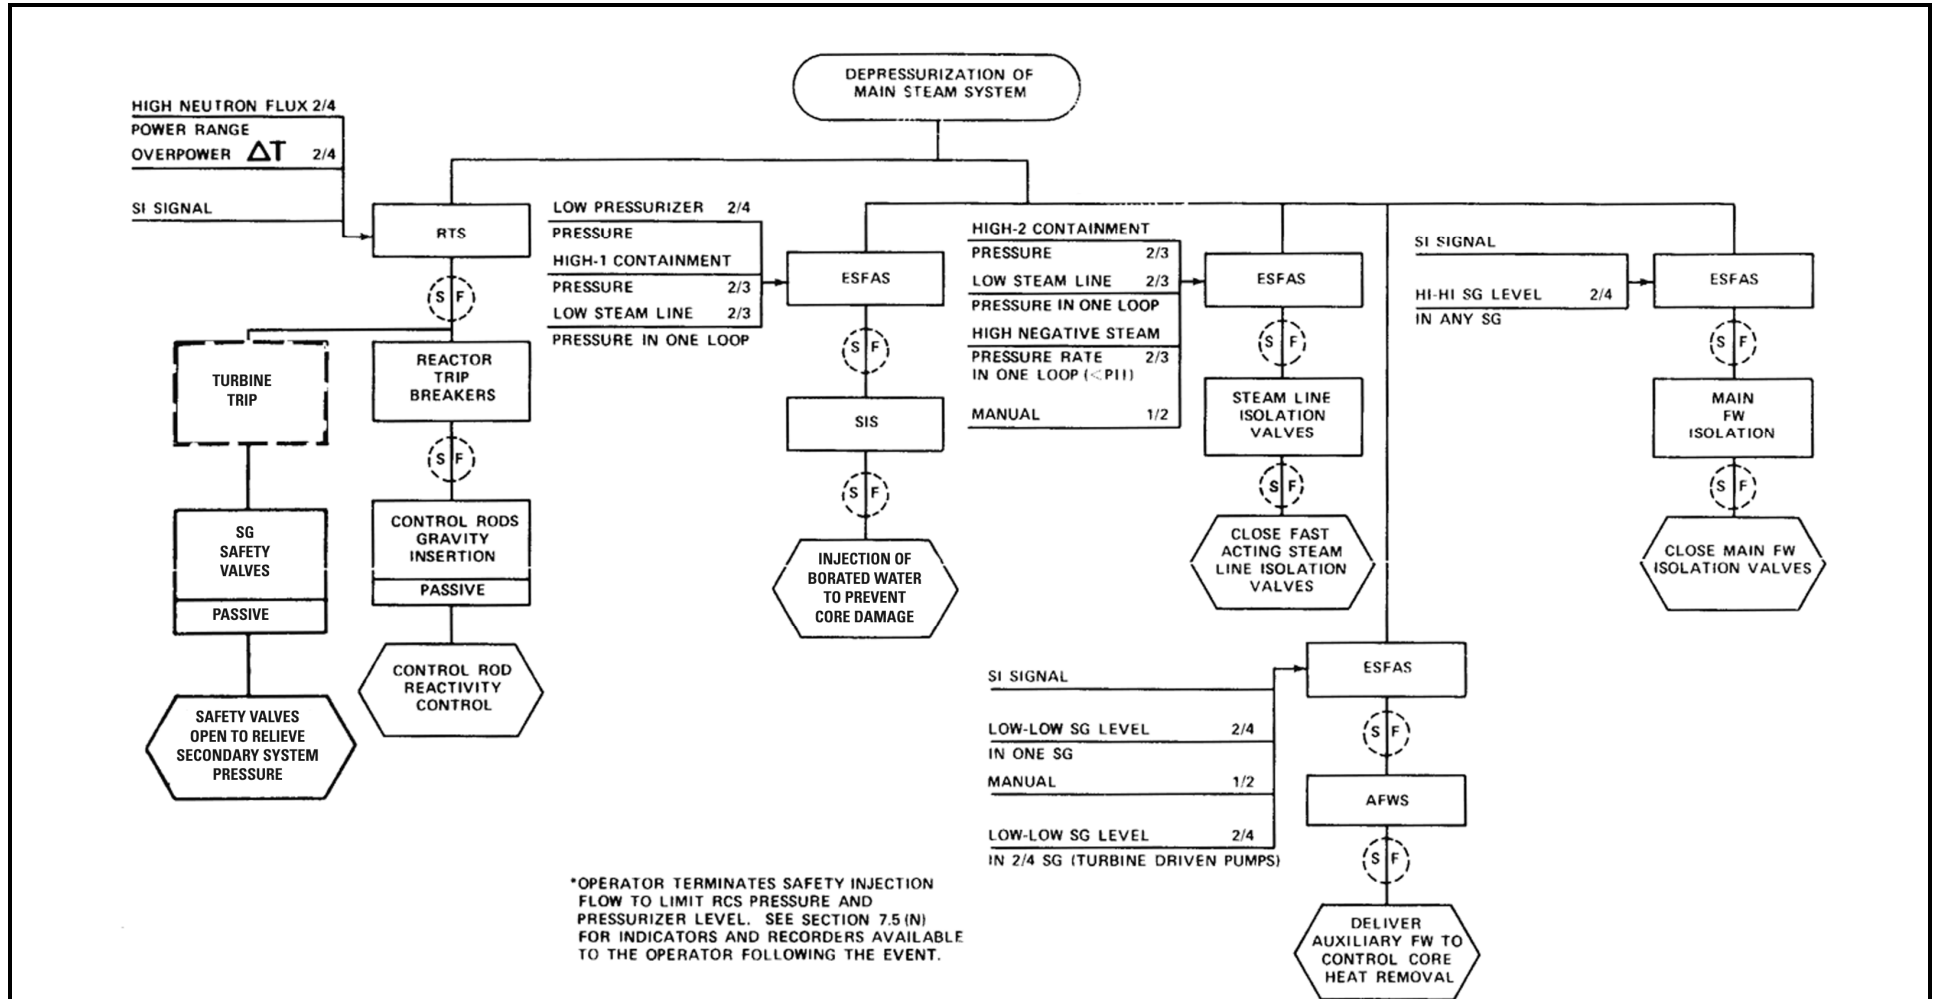 DEPRESSURIZATION OF
MAIN STEAM SYSTEM
HIGH NEUTRON FLUX 2/4
POWER RANGE
OVERPOWER ΔT 2/4
SI SIGNAL
RTS
S F
TURBINE
TRIP
REACTOR
TRIP
BREAKERS
S F
SG
SAFETY
VALVES
PASSIVE
CONTROL RODS
GRAVITY
INSERTION
PASSIVE
SAFETY VALVES
OPEN TO RELIEVE
SECONDARY SYSTEM
PRESSURE
CONTROL ROD
REACTIVITY
CONTROL
LOW PRESSURIZER 2/4
PRESSURE
HIGH-1 CONTAINMENT
PRESSURE 2/3
LOW STEAM LINE 2/3
PRESSURE IN ONE LOOP
ESFAS
S F
SIS
S F
INJECTION OF
BORATED WATER
TO PREVENT
CORE DAMAGE
HIGH-2 CONTAINMENT
PRESSURE 2/3
LOW STEAM LINE 2/3
PRESSURE IN ONE LOOP
HIGH NEGATIVE STEAM
PRESSURE RATE 2/3
IN ONE LOOP (<P11)
MANUAL 1/2
ESFAS
S F
STEAM LINE
ISOLATION
VALVES
S F
CLOSE FAST
ACTING STEAM
LINE ISOLATION
VALVES
SI SIGNAL
HI-HI SG LEVEL 2/4
IN ANY SG
ESFAS
S F
MAIN
FW
ISOLATION
S F
CLOSE MAIN FW
ISOLATION VALVES
SI SIGNAL
LOW-LOW SG LEVEL 2/4
IN ONE SG
MANUAL 1/2
LOW-LOW SG LEVEL 2/4
IN 2/4 SG (TURBINE DRIVEN PUMPS)
ESFAS
S F
AFWS
S F
DELIVER
AUXILIARY FW TO
CONTROL CORE
HEAT REMOVAL
*OPERATOR TERMINATES SAFETY INJECTION
FLOW TO LIMIT RCS PRESSURE AND
PRESSURIZER LEVEL. SEE SECTION 7.5 (N)
FOR INDICATORS AND RECORDERS AVAILABLE
TO THE OPERATOR FOLLOWING THE EVENT.